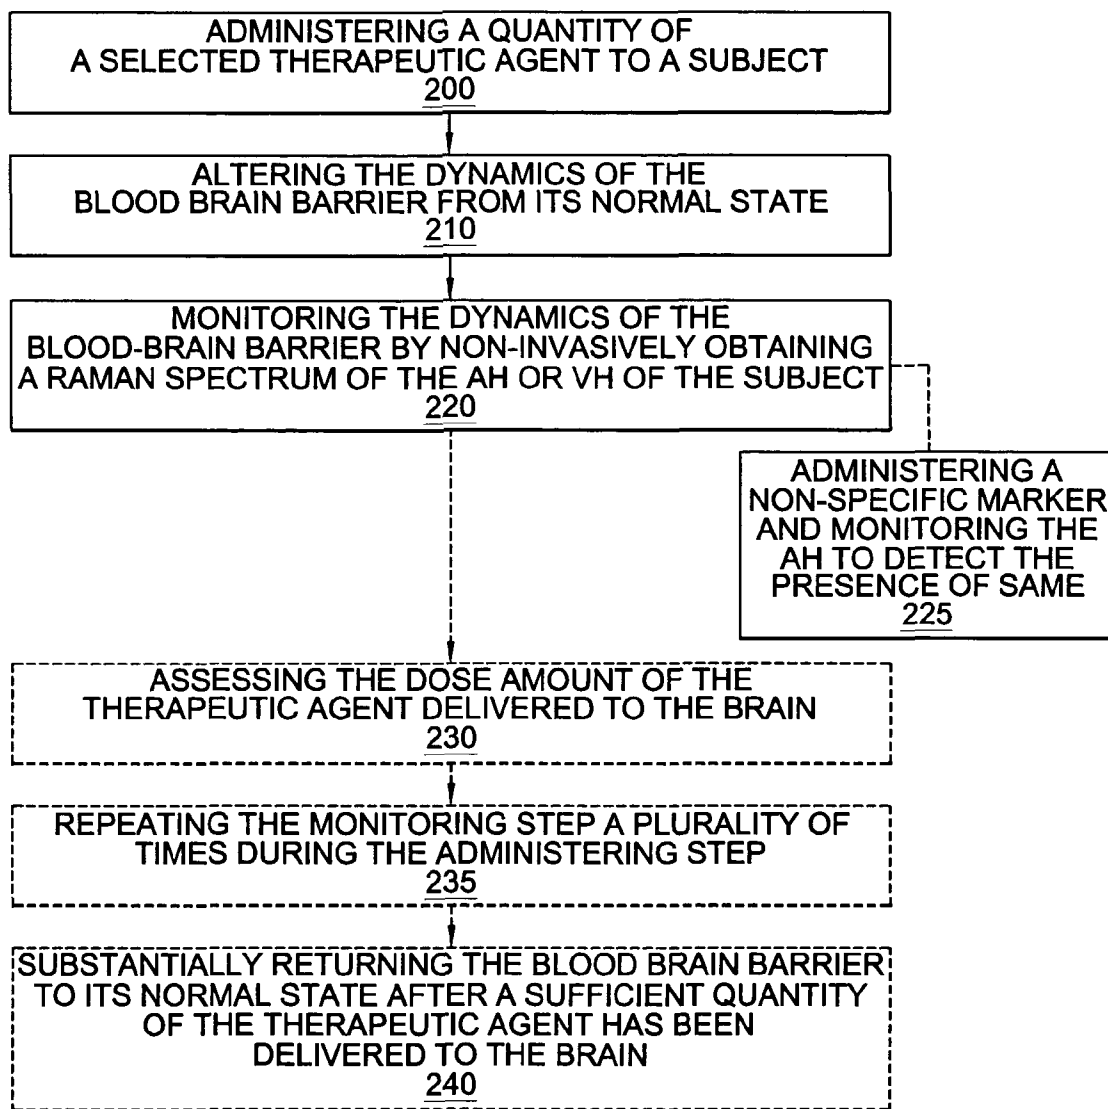 ADMINISTERING A QUANTITY OF
A SELECTED THERAPEUTIC AGENT TO A SUBJECT
200
ALTERING THE DYNAMICS OF THE
BLOOD BRAIN BARRIER FROM ITS NORMAL STATE
210
MONITORING THE DYNAMICS OF THE
BLOOD-BRAIN BARRIER BY NON-INVASIVELY OBTAINING
A RAMAN SPECTRUM OF THE AH OR VH OF THE SUBJECT
220
ADMINISTERING A
NON-SPECIFIC MARKER
AND MONITORING THE
AH TO DETECT THE
PRESENCE OF SAME
225
ASSESSING THE DOSE AMOUNT OF THE
THERAPEUTIC AGENT DELIVERED TO THE BRAIN
230
REPEATING THE MONITORING STEP A PLURALITY OF
TIMES DURING THE ADMINISTERING STEP
235
SUBSTANTIALLY RETURNING THE BLOOD BRAIN BARRIER
TO ITS NORMAL STATE AFTER A SUFFICIENT QUANTITY
OF THE THERAPEUTIC AGENT HAS BEEN
DELIVERED TO THE BRAIN
240